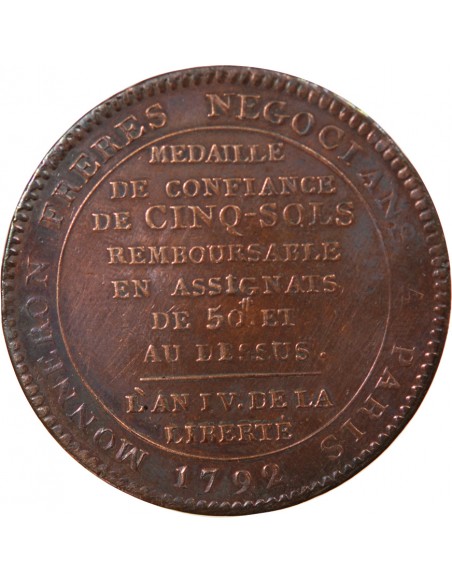 MONNERON FRERES NEGOCIANS A PARIS
1792
MEDAILLE
DE CONFIANCE
DE CINQ-SOLS
REMBOURSABLE
EN ASSIGNATS
DE 50ᵗᵗ ET
AU DESSUS.
L'AN IV. DE LA
LIBERTÉ